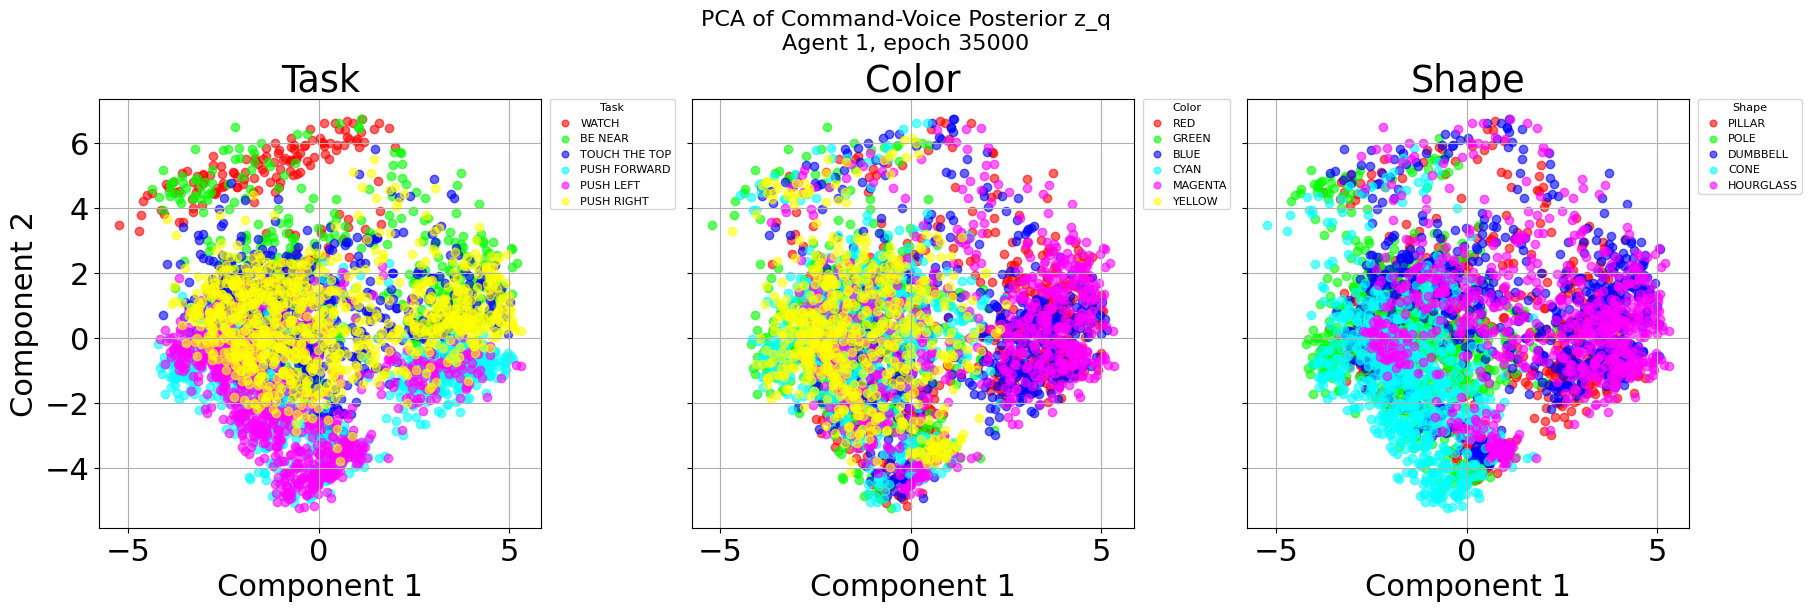 PCA of Command-Voice Posterior z_q
Agent 1, epoch 35000
Task
Component 2
6
4
2
0
−2
−4
−5
0
5
Component 1
Task
WATCH
BE NEAR
TOUCH THE TOP
PUSH FORWARD
PUSH LEFT
PUSH RIGHT
Color
−5
0
5
Component 1
Color
RED
GREEN
BLUE
CYAN
MAGENTA
YELLOW
Shape
−5
0
5
Component 1
Shape
PILLAR
POLE
DUMBBELL
CONE
HOURGLASS